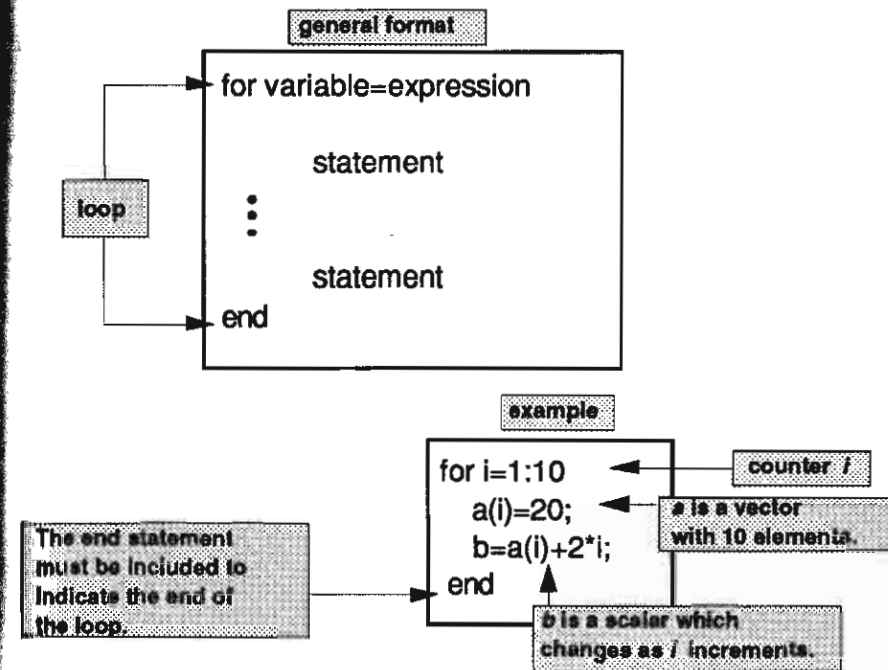 general format
for variable=expression
statement
loop
statement
end
example
for i=1:10
counter i
a(i)=20;
a is a vector
with 10 elements.
b=a(i)+2*i;
The end statement
must be included to
Indicate the end of
the loop.
end
b is a scalar which
changes as i increments.